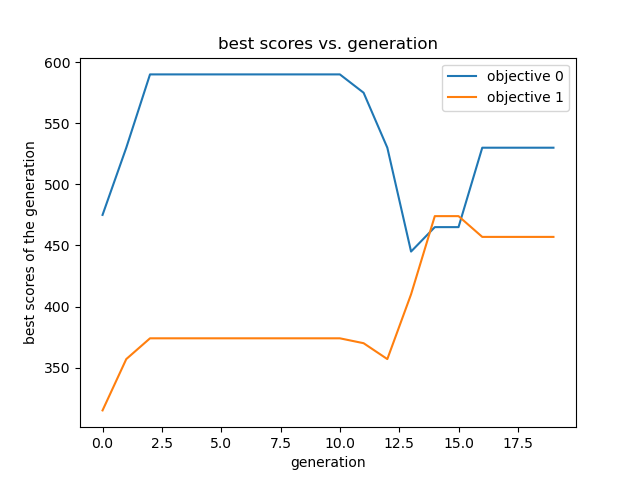 best scores vs. generation
objective 0
objective 1
best scores of the generation
600
550
500
450
400
350
0.0 2.5 5.0 7.5 10.0 12.5 15.0 17.5
generation